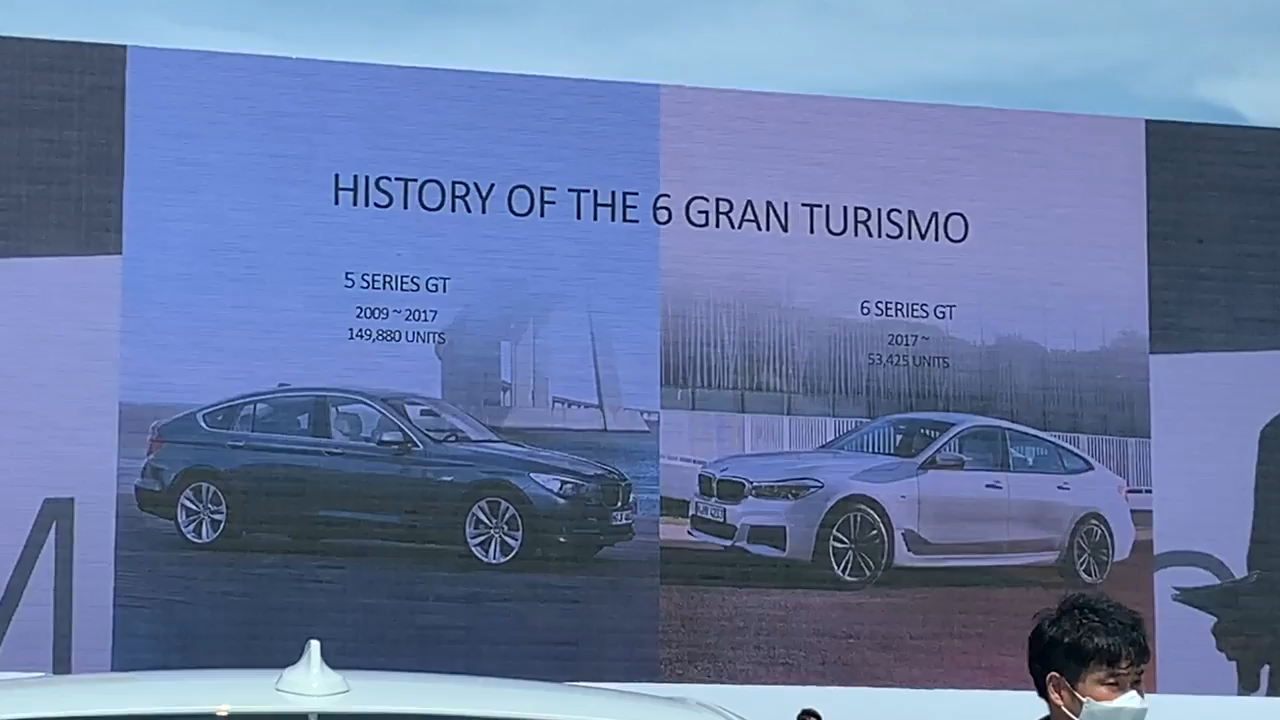 HISTORY OF THE 6 GRAN TURISMO
5 SERIES GT
2009 ~ 2017
149,880 UNITS
6 SERIES GT
2017 ~
53,425 UNITS